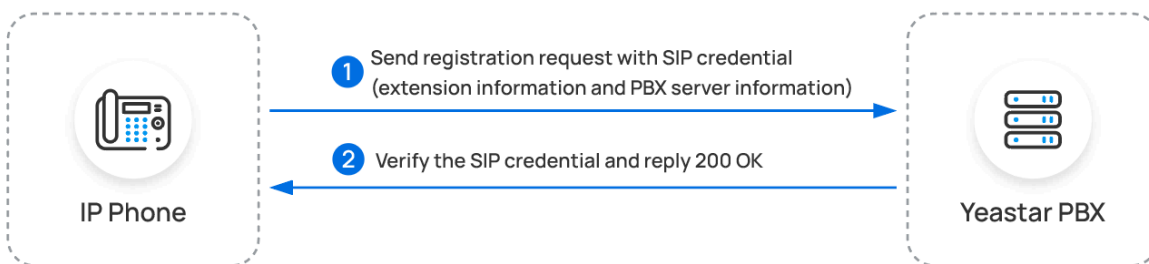 1 Send registration request with SIP credential
(extension information and PBX server information)
2 Verify the SIP credential and reply 200 OK
IP Phone
Yeastar PBX